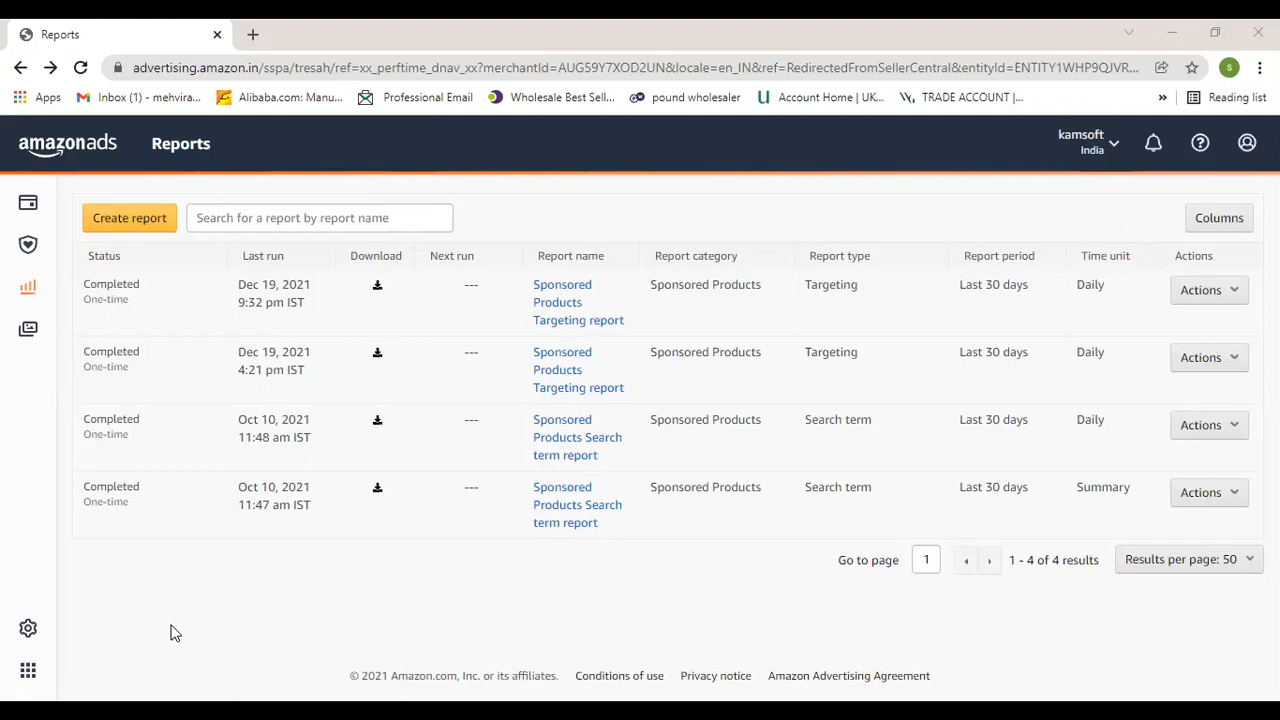 Reports
advertising.amazon.in/sspa/tresah/ref=xx_perftime_dnav_xx?merchantId=AUG59Y7XOD2UN&locale=en_IN&ref=RedirectedFromSellerCentral&entityId=ENTITY1WHP9QJVR...
S
Apps Inbox (1) - mehvira... Alibaba.com: Manu... Professional Email Wholesale Best Sell... pound wholesaler Account Home | UK... TRADE ACCOUNT |... » Reading list
amazonads Reports kamsoft
India
Create report Search for a report by report name Columns
Status Last run Download Next run Report name Report category Report type Report period Time unit Actions
Completed Dec 19, 2021 --- Sponsored Sponsored Products Targeting Last 30 days Daily Actions
One-time 9:32 pm IST Products
Targeting report
Completed Dec 19, 2021 --- Sponsored Sponsored Products Targeting Last 30 days Daily Actions
One-time 4:21 pm IST Products
Targeting report
Completed Oct 10, 2021 --- Sponsored Sponsored Products Search term Last 30 days Daily Actions
One-time 11:48 am IST Products Search
term report
Completed Oct 10, 2021 --- Sponsored Sponsored Products Search term Last 30 days Summary Actions
One-time 11:47 am IST Products Search
term report
Go to page 1 1 - 4 of 4 results Results per page: 50
© 2021 Amazon.com, Inc. or its affiliates. Conditions of use Privacy notice Amazon Advertising Agreement